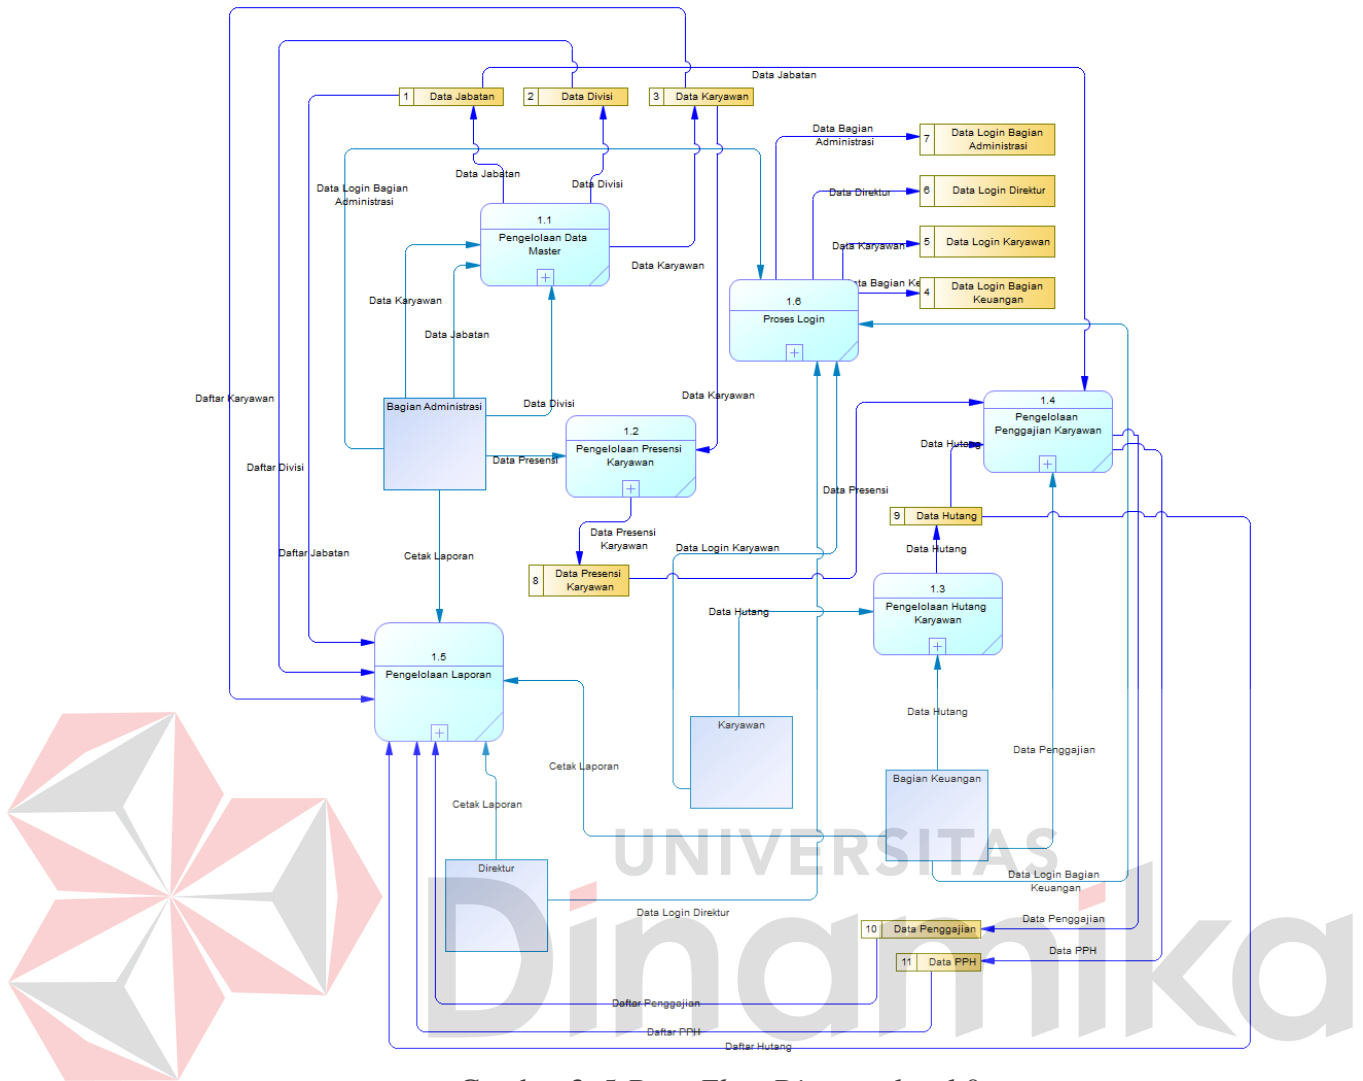 Data Jabatan
1 Data Jabatan
2 Data Divisi
3 Data Karyawan
Data Bagian
Administrasi
7 Data Login Bagian
Administrasi
Data Jabatan
Data Divisi
Data Login Bagian
Administrasi
Data Direktur
6 Data Login Direktur
1.1
Pengelolaan Data
Master
Data Karyawan
Data Karyawan
5 Data Login Karyawan
ta Bagian Ke
4 Data Login Bagian
Keuangan
Data Karyawan
Data Jabatan
1.6
Proses Login
Daftar Karyawan
Bagian Administrasi
Data Divisi
Data Karyawan
1.4
Pengelolaan
Penggajian Karyawan
1.2
Pengelolaan Presensi
Karyawan
Data Hutang
Daftar Divisi
Data Presensi
Data Presensi
9 Data Hutang
Data Presensi
Karyawan
Daftar Jabatan
Cetak Laporan
Data Login Karyawan
Data Hutang
8 Data Presensi
Karyawan
1.3
Pengelolaan Hutang
Karyawan
Data Hutang
1.5
Pengelolaan Laporan
Karyawan
Data Hutang
Data Penggajian
Cetak Laporan
Bagian Keuangan
Cetak Laporan
UNIVERSITAS
Dinamika
Direktur
Data Login Bagian
Keuangan
Data Login Direktur
Data Penggajian
10 Data Penggajian
Data PPH
11 Data PPH
Daftar Penggajian
Daftar PPH
Daftar Hutang